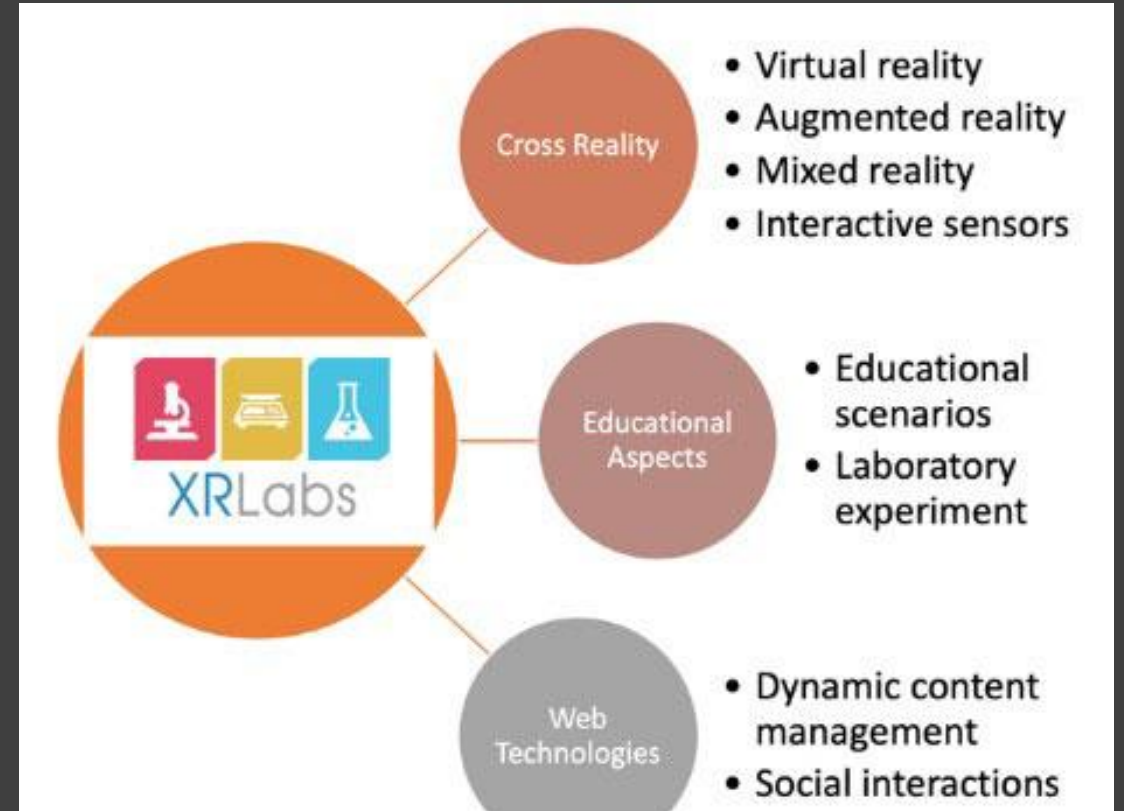 Cross Reality
• Virtual reality
• Augmented reality
• Mixed reality
• Interactive sensors
XRLabs
Educational
Aspects
• Educational
scenarios
• Laboratory
experiment
Web
Technologies
• Dynamic content
management
• Social interactions